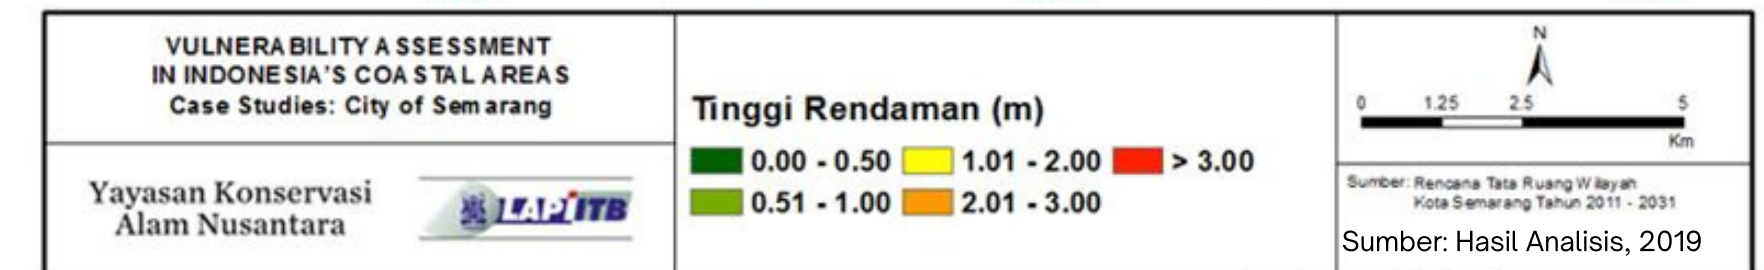 VULNERABILITY ASSESSMENT
IN INDONESIA'S COASTAL AREAS
Case Studies: City of Semarang
Yayasan Konservasi
Alam Nusantara
LAPI ITB
Tinggi Rendaman (m)
0.00 - 0.50
1.01 - 2.00
> 3.00
0.51 - 1.00
2.01 - 3.00
N
0 1.25 2.5 5
Km
Sumber: Rencana Tata Ruang Wilayah
Kota Semarang Tahun 2011 - 2031
Sumber: Hasil Analisis, 2019